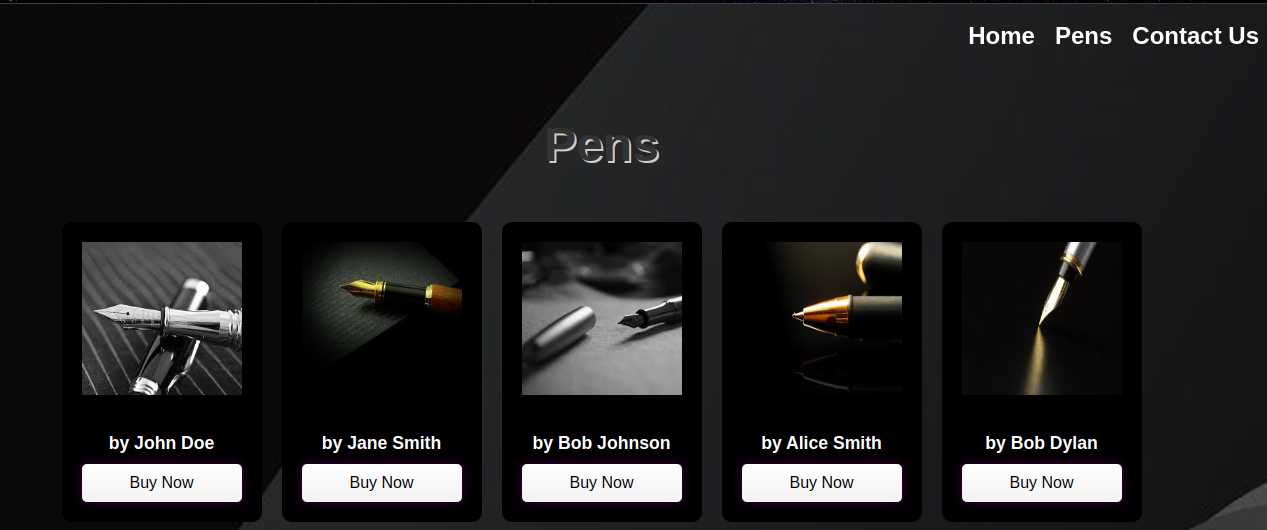 Home Pens Contact Us
Pens
by John Doe by Jane Smith by Bob Johnson by Alice Smith by Bob Dylan
Buy Now Buy Now Buy Now Buy Now Buy Now